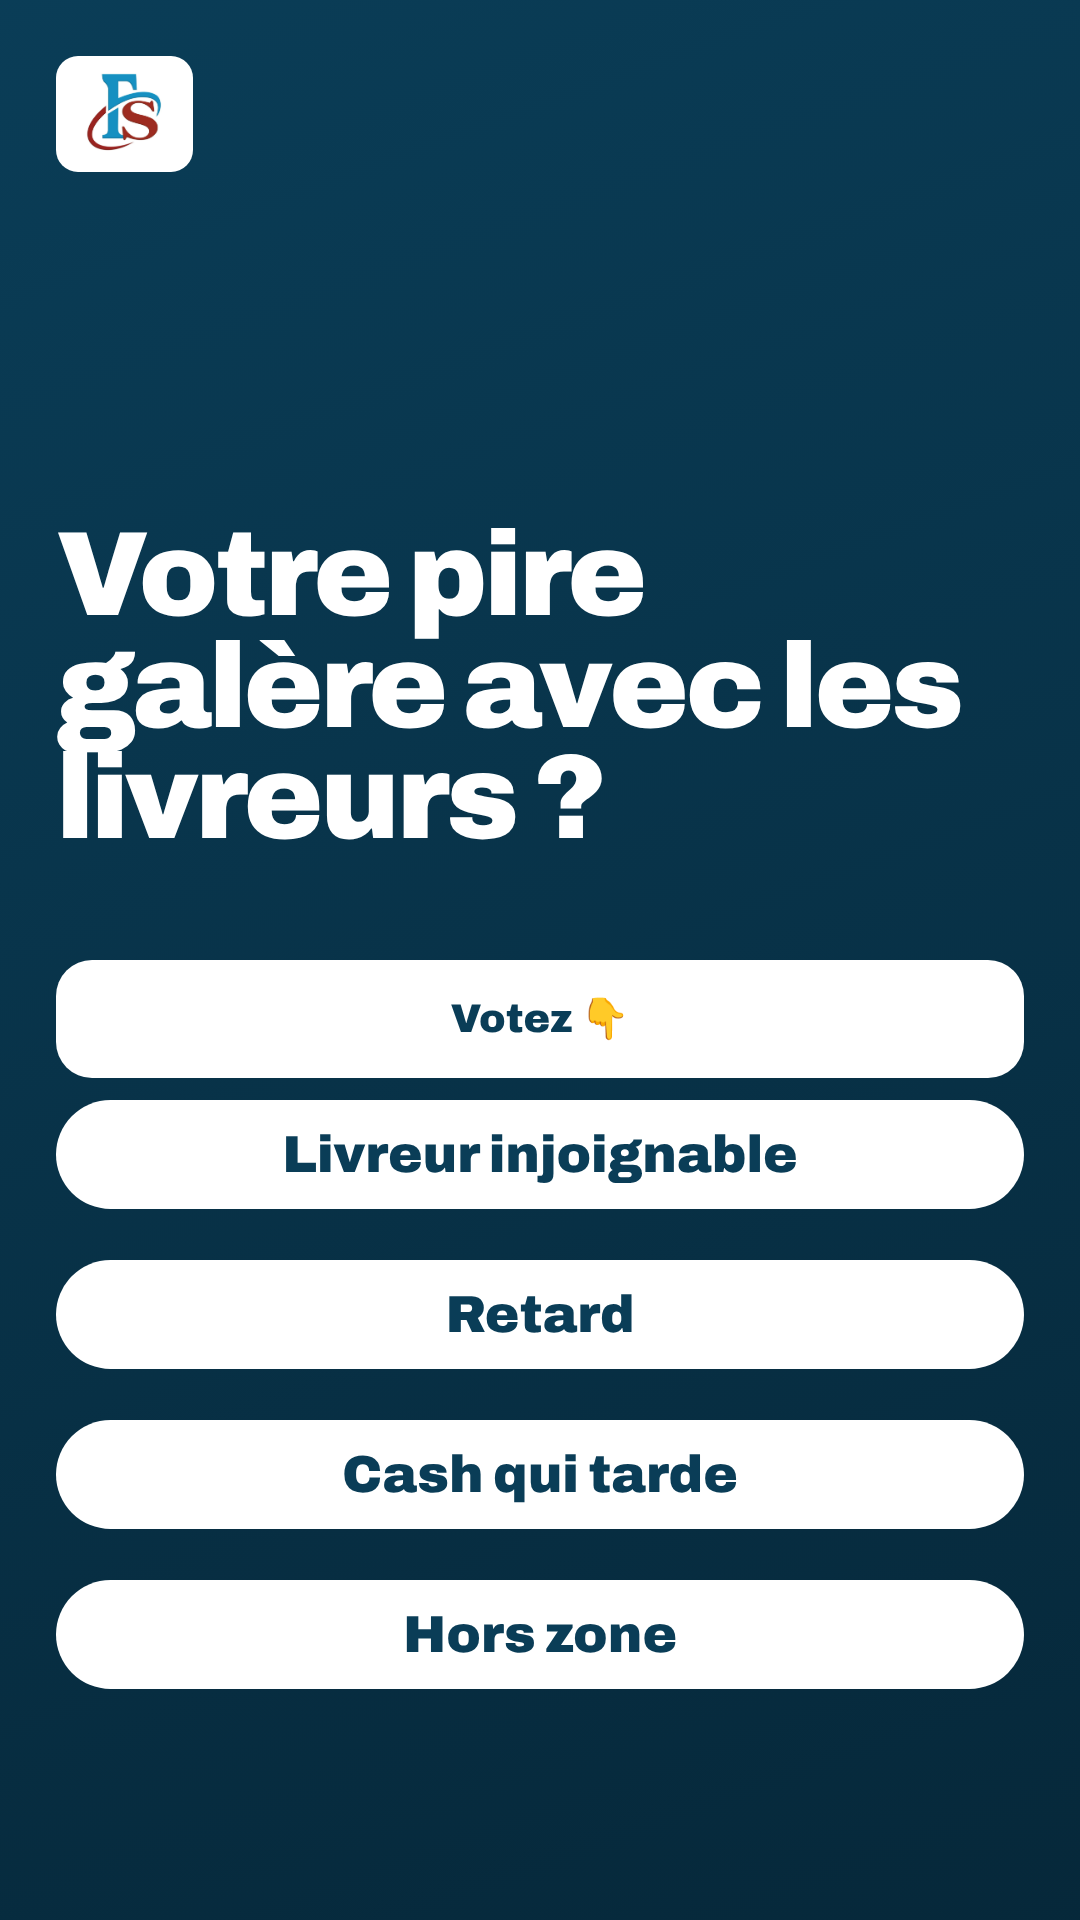 FS
Votre pire
galère avec les
livreurs ?
Votez 👇
Livreur injoignable
Retard
Cash qui tarde
Hors zone